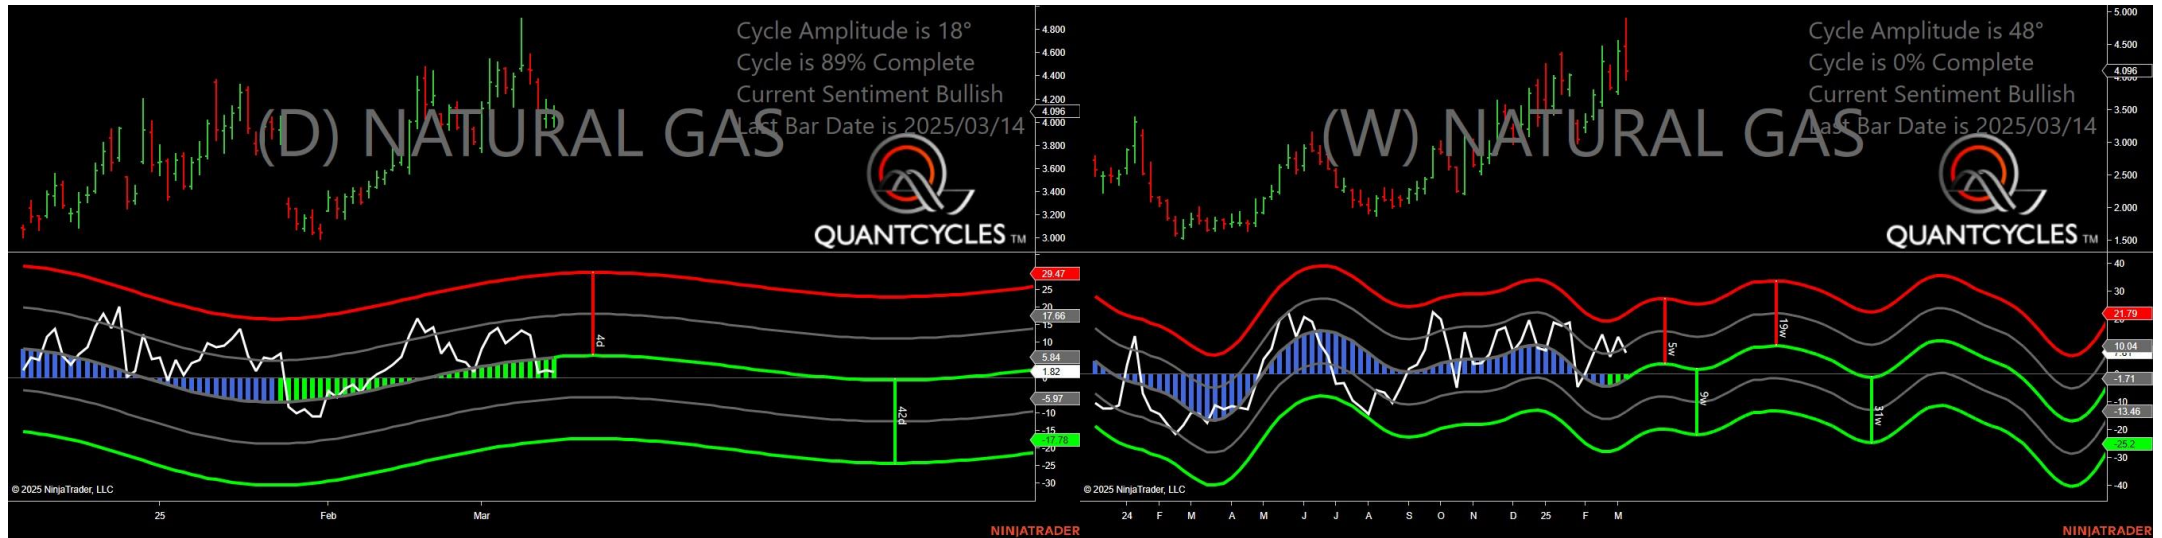 Cycle Amplitude is 18°
Cycle is 89% Complete
Current Sentiment Bullish
Last Bar Date is 2025/03/14
(D) NATURAL GAS
QUANTCYCLES TM
4.800
4.600
4.400
4.200
4.096
4.000
3.800
3.600
3.400
3.200
3.000
29.47
25
20
17.66
15
10
5.84
1.82
-5.97
-10
-15
-17.78
-20
-25
-30
4d
42d
© 2025 NinjaTrader, LLC
25
Feb
Mar
NINJATRADER
Cycle Amplitude is 48°
Cycle is 0% Complete
Current Sentiment Bullish
Last Bar Date is 2025/03/14
(W) NATURAL GAS
QUANTCYCLES TM
5.000
4.500
4.096
3.500
3.000
2.500
2.000
1.500
40
30
21.79
10.04
-1.71
-10
-13.46
-20
-25.2
-30
-40
5w
9w
19w
31w
© 2025 NinjaTrader, LLC
24
F
M
A
M
J
J
A
S
O
N
D
25
F
M
NINJATRADER